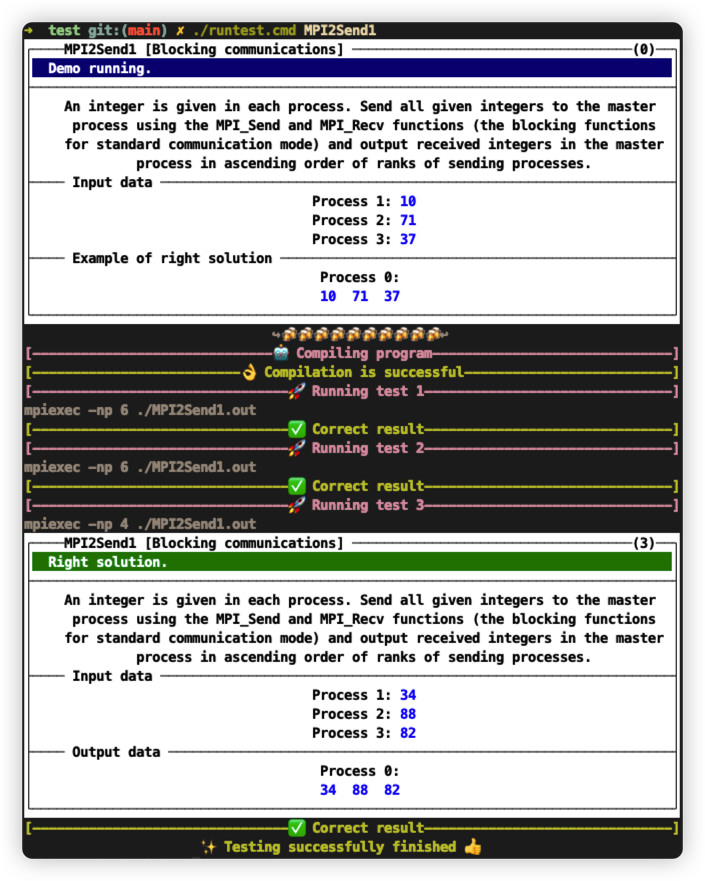 → test git:(main) ✗ ./runtest.cmd MPI2Send1
MPI2Send1 [Blocking communications] (0)
Demo running.
An integer is given in each process. Send all given integers to the master
process using the MPI_Send and MPI_Recv functions (the blocking functions
for standard communication mode) and output received integers in the master
process in ascending order of ranks of sending processes.
Input data
Process 1: 10
Process 2: 71
Process 3: 37
Example of right solution
Process 0:
10 71 37
[🤖 Compiling program]
[👌 Compilation is successful]
[🚀 Running test 1]
mpiexec -np 6 ./MPI2Send1.out
[✅ Correct result]
[🚀 Running test 2]
mpiexec -np 6 ./MPI2Send1.out
[✅ Correct result]
[🚀 Running test 3]
mpiexec -np 4 ./MPI2Send1.out
MPI2Send1 [Blocking communications] (3)
Right solution.
An integer is given in each process. Send all given integers to the master
process using the MPI_Send and MPI_Recv functions (the blocking functions
for standard communication mode) and output received integers in the master
process in ascending order of ranks of sending processes.
Input data
Process 1: 34
Process 2: 88
Process 3: 82
Output data
Process 0:
34 88 82
[✅ Correct result]
✨ Testing successfully finished 👍